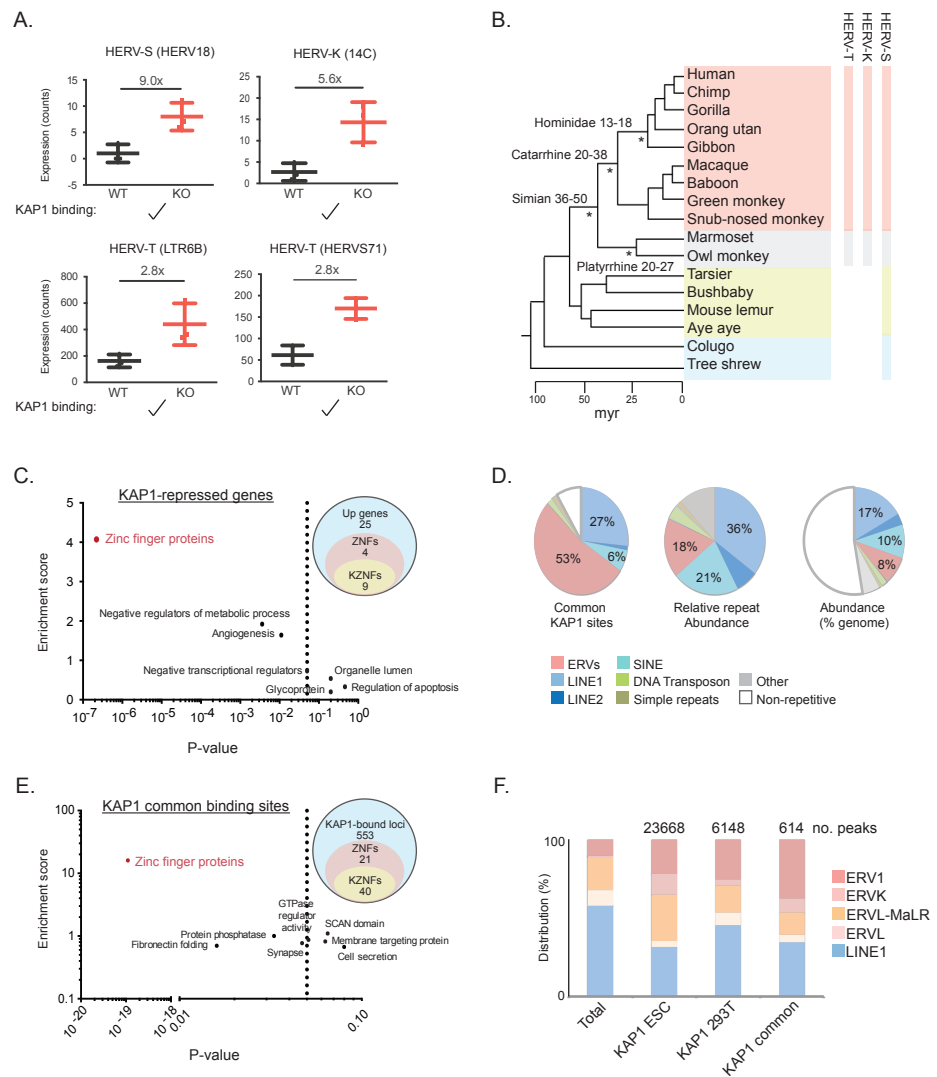 A.
HERV-S (HERV18)
9.0x
Expression (counts)
15
10
5
0
-5
WT
KO
KAP1 binding:
HERV-K (14C)
5.6x
25
20
15
10
5
0
WT
KO
HERV-T (LTR6B)
2.8x
Expression (counts)
800
600
400
200
0
WT
KO
KAP1 binding:
HERV-T (HERVS71)
2.8x
250
200
150
100
50
0
WT
KO
B.
HERV-T
HERV-K
HERV-S
Human
Chimp
Gorilla
Orang utan
Gibbon
Macaque
Baboon
Green monkey
Snub-nosed monkey
Marmoset
Owl monkey
Tarsier
Bushbaby
Mouse lemur
Aye aye
Colugo
Tree shrew
Hominidae 13-18
*
Catarrhine 20-38
*
Simian 36-50
*
Platyrrhine 20-27
*
100
50
25
0
myr
C.
KAP1-repressed genes
Enrichment score
5
4
3
2
1
0
Zinc finger proteins
Negative regulators of metabolic process
Angiogenesis
Negative transcriptional regulators
Organelle lumen
Glycoprotein
Regulation of apoptosis
Up genes
25
ZNFs
4
KZNFs
9
10⁻⁷ 10⁻⁶ 10⁻⁵ 10⁻⁴ 10⁻³ 10⁻² 10⁻¹ 10⁰
P-value
D.
27%
6%
53%
Common
KAP1 sites
36%
18%
21%
Relative repeat
Abundance
17%
10%
8%
Abundance
(% genome)
ERVs
LINE1
LINE2
SINE
DNA Transposon
Simple repeats
Other
Non-repetitive
E.
KAP1 common binding sites
Enrichment score
100
10
1
0.1
Zinc finger proteins
KAP1-bound loci
553
ZNFs
21
KZNFs
40
GTPase
regulator
activity
SCAN domain
Protein phosphatase
Membrane targeting protein
Fibronectin folding
Synapse
Cell secretion
10⁻²⁰ 10⁻¹⁹ 10⁻¹⁸ 0.01 0.10
P-value
F.
23668 6148 614 no. peaks
Distribution (%)
100
0
Total
KAP1 ESC
KAP1 293T
KAP1 common
ERV1
ERVK
ERVL-MaLR
ERVL
LINE1